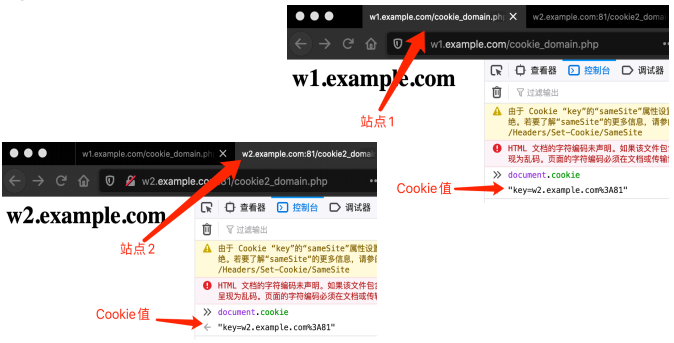 w1.example.com/cookie_domain.ph
w2.example.com:81/cookie2_domai
w1.example.com/cookie_domain.php
w1.example.com
查看器
控制台
调试器
过滤输出
站点1
由于 Cookie “key”的“sameSite”属性设置
绝。若要了解“sameSite”的更多信息，请参
/Headers/Set-Cookie/SameSite
HTML 文档的字符编码未声明。如果该文件包
现为乱码。页面的字符编码必须在文档或传输
document.cookie
Cookie值
"key=w2.example.com%3A81"
w1.example.com/cookie_domain.ph
w2.example.com:81/cookie2_domai
w2.example.com:81/cookie2_domain.php
w2.example.com
查看器
控制台
调试器
过滤输出
站点2
由于 Cookie “key”的“sameSite”属性设置
绝。若要了解“sameSite”的更多信息，请参
/Headers/Set-Cookie/SameSite
HTML 文档的字符编码未声明。如果该文件包
呈现为乱码。页面的字符编码必须在文档或传
document.cookie
Cookie值
"key=w2.example.com%3A81"